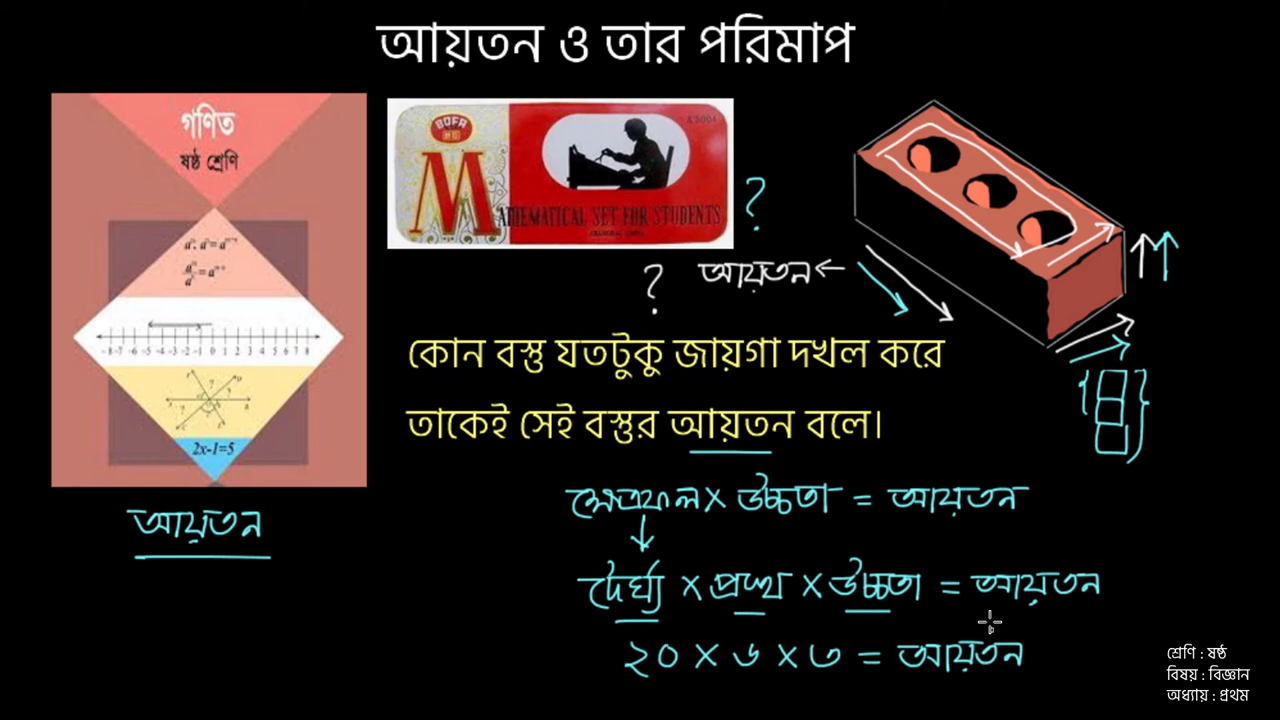 আয়তন ও তার পরিমাপ
গণিত
ষষ্ঠ শ্রেণি
2x-1=5
আয়তন
BOFA
MATHEMATICAL SET FOR STUDENTS
?
? আয়তন ←
কোন বস্তু যতটুকু জায়গা দখল করে
তাকেই সেই বস্তুর আয়তন বলে।
ক্ষেত্রফল × উচ্চতা = আয়তন
দৈর্ঘ্য × প্রস্থ × উচ্চতা = আয়তন
২০ × ৬ × ৩ = আয়তন
শ্রেণি : ষষ্ঠ
বিষয় : বিজ্ঞান
অধ্যায় : প্রথম